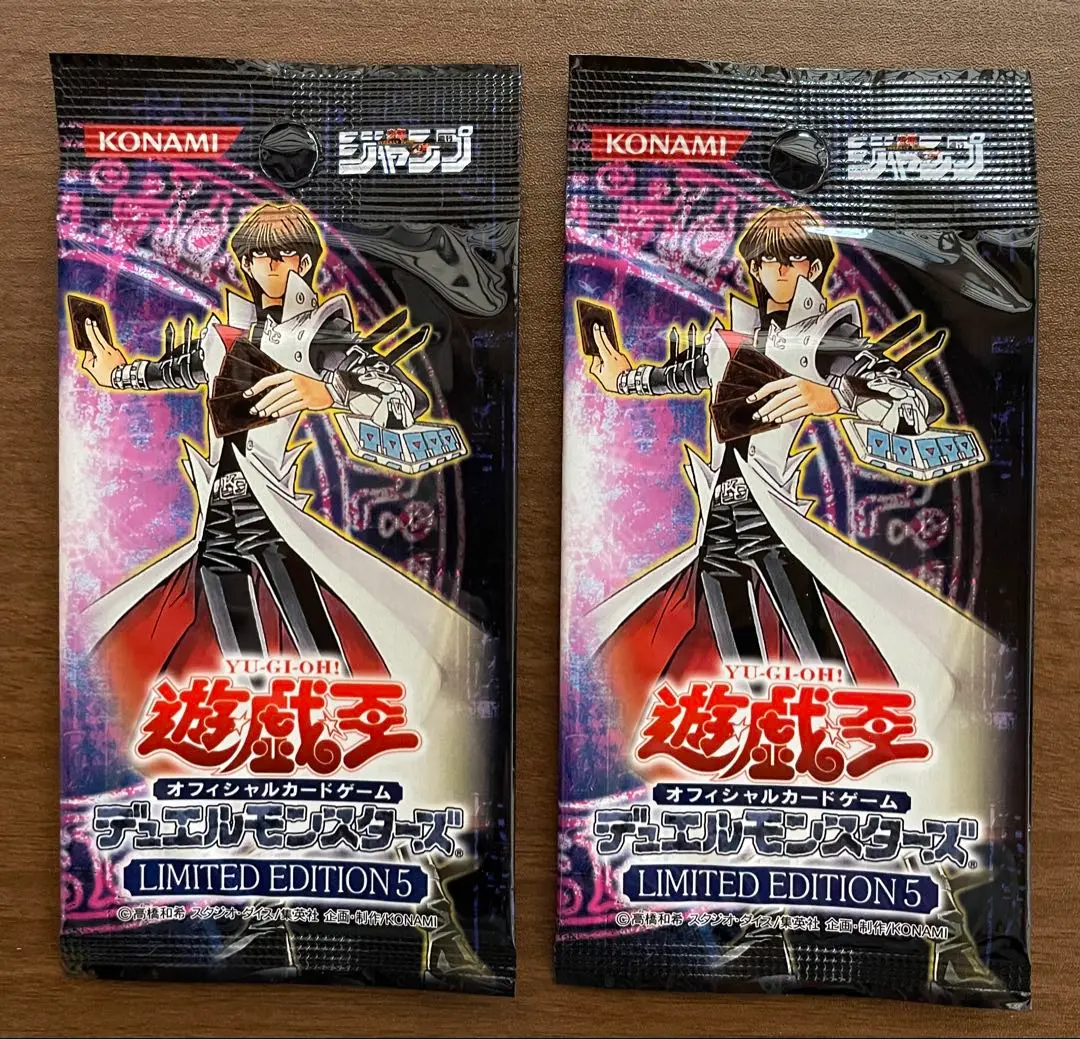 KONAMI
ジャンプ
YU-GI-OH!
遊戯王
オフィシャルカードゲーム
デュエルモンスターズ®
LIMITED EDITION 5
©高橋和希 スタジオ・ダイス/集英社 企画・制作/KONAMI
KONAMI
ジャンプ
YU-GI-OH!
遊戯王
オフィシャルカードゲーム
デュエルモンスターズ®
LIMITED EDITION 5
©高橋和希 スタジオ・ダイス/集英社 企画・制作/KONAMI